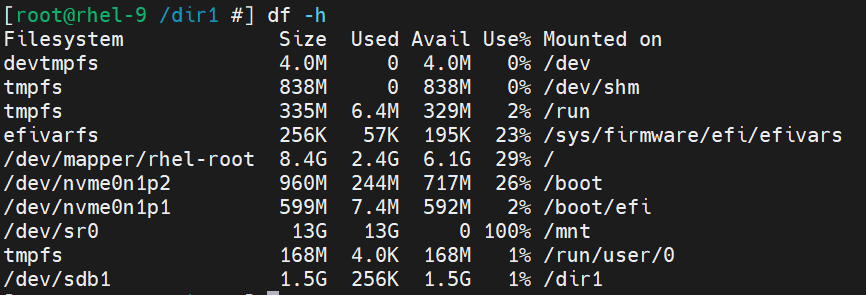 [root@rhel-9 /dir1 #] df -h
Filesystem             Size  Used Avail Use% Mounted on
devtmpfs               4.0M     0  4.0M   0% /dev
tmpfs                  838M     0  838M   0% /dev/shm
tmpfs                  335M  6.4M  329M   2% /run
efivarfs               256K   57K  195K  23% /sys/firmware/efi/efivars
/dev/mapper/rhel-root  8.4G  2.4G  6.1G  29% /
/dev/nvme0n1p2         960M  244M  717M  26% /boot
/dev/nvme0n1p1         599M  7.4M  592M   2% /boot/efi
/dev/sr0                13G   13G     0 100% /mnt
tmpfs                  168M  4.0K  168M   1% /run/user/0
/dev/sdb1              1.5G  256K  1.5G   1% /dir1